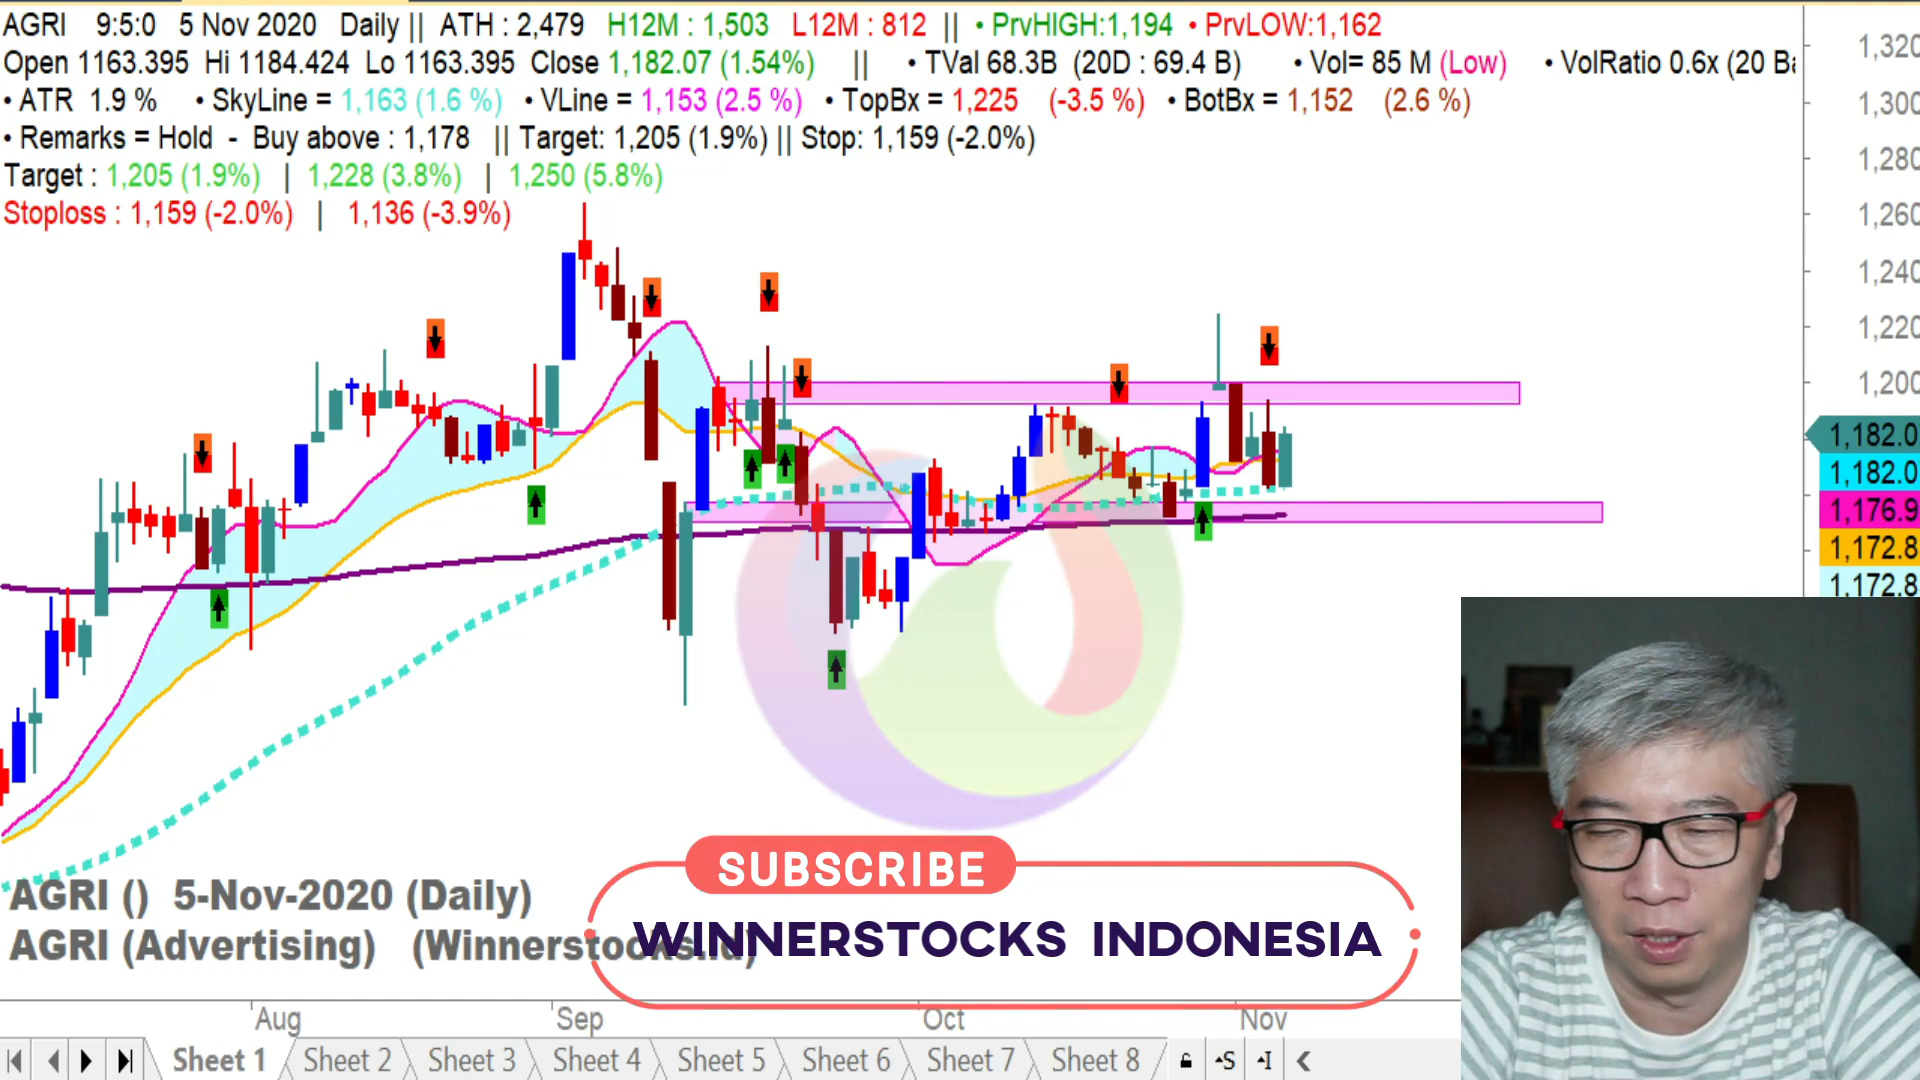 AGRI 9:5:0 5 Nov 2020 Daily || ATH : 2,479 H12M : 1,503 L12M : 812 || • PrvHIGH:1,194 • PrvLOW:1,162
Open 1163.395 Hi 1184.424 Lo 1163.395 Close 1,182.07 (1.54%) || • TVal 68.3B (20D : 69.4 B) • Vol= 85 M (Low) • VolRatio 0.6x (20 Ba
• ATR 1.9 % • SkyLine = 1,163 (1.6 %) • VLine = 1,153 (2.5 %) • TopBx = 1,225 (-3.5 %) • BotBx = 1,152 (2.6 %)
• Remarks = Hold - Buy above : 1,178 || Target: 1,205 (1.9%) || Stop: 1,159 (-2.0%)
Target : 1,205 (1.9%) | 1,228 (3.8%) | 1,250 (5.8%)
Stoploss : 1,159 (-2.0%) | 1,136 (-3.9%)
1,320
1,300
1,280
1,260
1,240
1,220
1,200
1,182.0
1,182.0
1,176.9
1,172.8
1,172.8
AGRI () 5-Nov-2020 (Daily)
AGRI (Advertising) (Winnerstocks.id)
SUBSCRIBE
WINNERSTOCKS INDONESIA
Aug Sep Oct Nov
Sheet 1 Sheet 2 Sheet 3 Sheet 4 Sheet 5 Sheet 6 Sheet 7 Sheet 8 S I